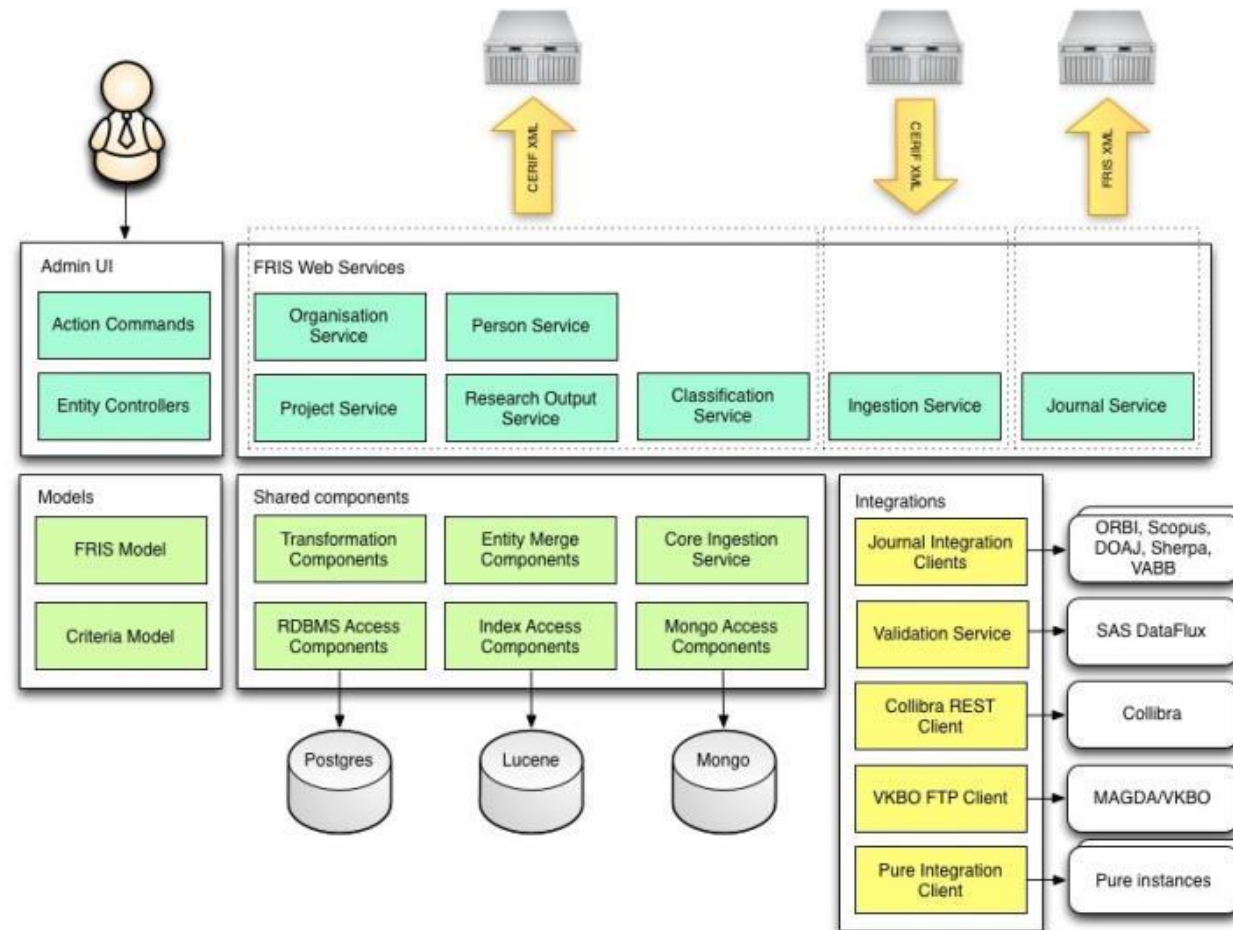 CERIF XML
CERIF XML
FRIS XML
Admin UI
Action Commands
Entity Controllers
FRIS Web Services
Organisation
Service
Person Service
Project Service
Research Output
Service
Classification
Service
Ingestion Service
Journal Service
Models
FRIS Model
Criteria Model
Shared components
Transformation
Components
Entity Merge
Components
Core Ingestion
Service
RDBMS Access
Components
Index Access
Components
Mongo Access
Components
Postgres
Lucene
Mongo
Integrations
Journal Integration
Clients
ORBI, Scopus,
DOAJ, Sherpa,
VABB
Validation Service
SAS DataFlux
Collibra REST
Client
Collibra
VKBO FTP Client
MAGDA/VKBO
Pure Integration
Client
Pure instances